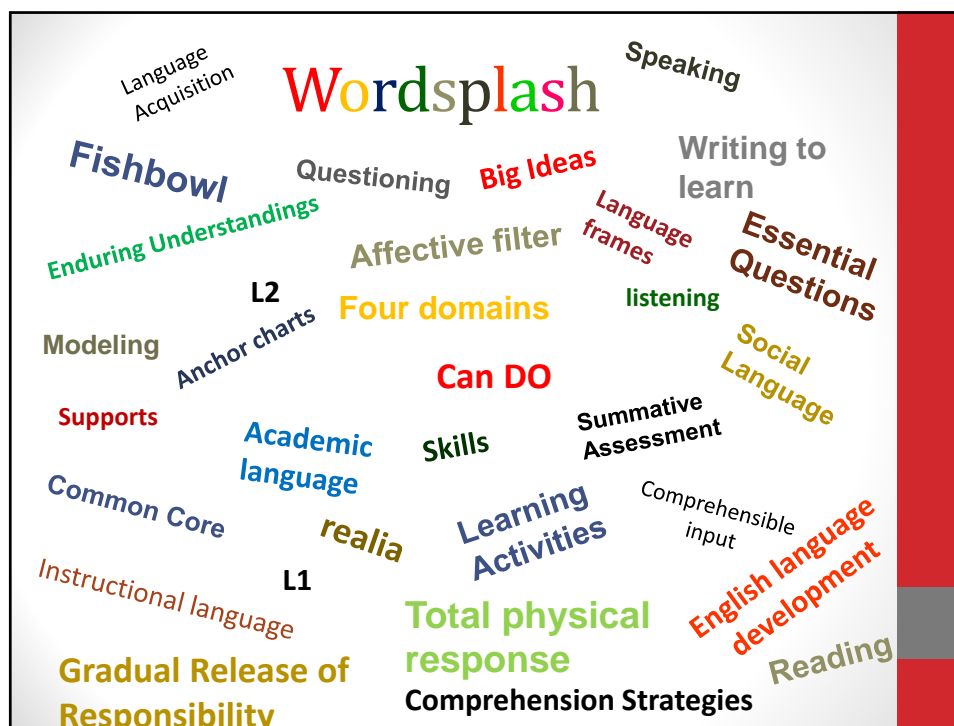 Language
Acquisition
Wordsplash
Speaking
Fishbowl
Questioning
Big Ideas
Writing to
learn
Enduring Understandings
Affective filter
Language
frames
Essential
Questions
L2
Four domains
listening
Modeling
Anchor charts
Can DO
Social
Language
Supports
Academic
language
Skills
Summative
Assessment
Common Core
realia
Learning
Activities
Comprehensible
input
English language
development
Instructional language
L1
Total physical
response
Reading
Gradual Release of
Responsibility
Comprehension Strategies